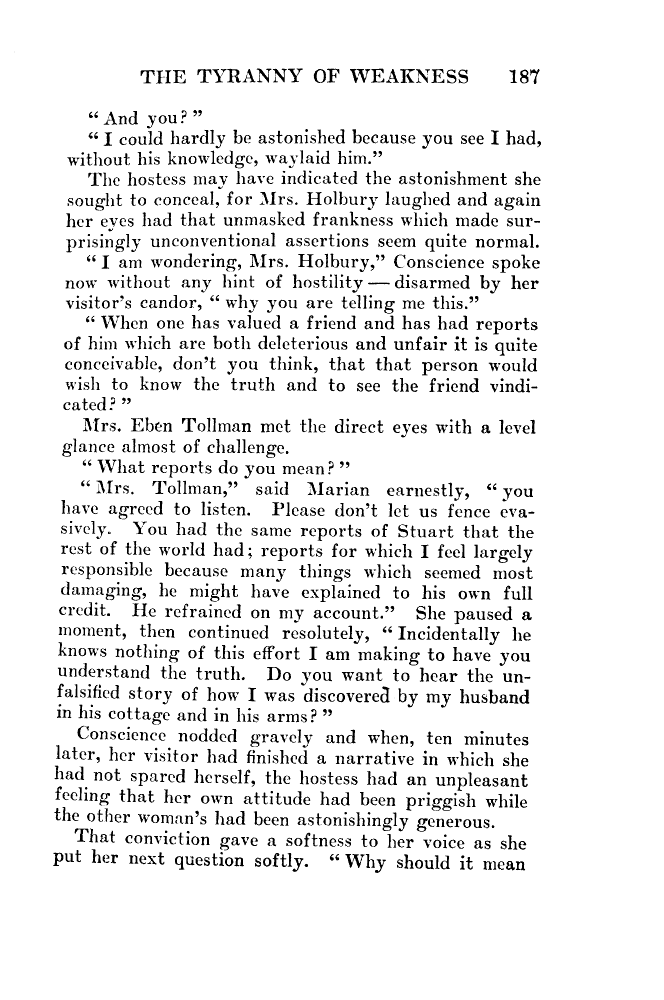 THE TYRANNY OF WEAKNESS 187
“ And you? ”
“ I could hardly be astonished because you see I had,
without his knowledge, waylaid him.”
The hostess may have indicated the astonishment she
sought to conceal, for Mrs. Holbury laughed and again
her eyes had that unmasked frankness which made sur-
prisingly unconventional assertions seem quite normal.
“ I am wondering, Mrs. Holbury,” Conscience spoke
now without any hint of hostility — disarmed by her
visitor’s candor, “ why you are telling me this.”
“ When one has valued a friend and has had reports
of him which are both deleterious and unfair it is quite
conceivable, don’t you think, that that person would
wish to know the truth and to see the friend vindi-
cated? ”
Mrs. Eben Tollman met the direct eyes with a level
glance almost of challenge.
“ What reports do you mean? ”
“ Mrs. Tollman,” said Marian earnestly, “ you
have agreed to listen. Please don’t let us fence eva-
sively. You had the same reports of Stuart that the
rest of the world had; reports for which I feel largely
responsible because many things which seemed most
damaging, he might have explained to his own full
credit. He refrained on my account.” She paused a
moment, then continued resolutely, “ Incidentally he
knows nothing of this effort I am making to have you
understand the truth. Do you want to hear the un-
falsified story of how I was discovered by my husband
in his cottage and in his arms? ”
Conscience nodded gravely and when, ten minutes
later, her visitor had finished a narrative in which she
had not spared herself, the hostess had an unpleasant
feeling that her own attitude had been priggish while
the other woman’s had been astonishingly generous.
That conviction gave a softness to her voice as she
put her next question softly. “ Why should it mean